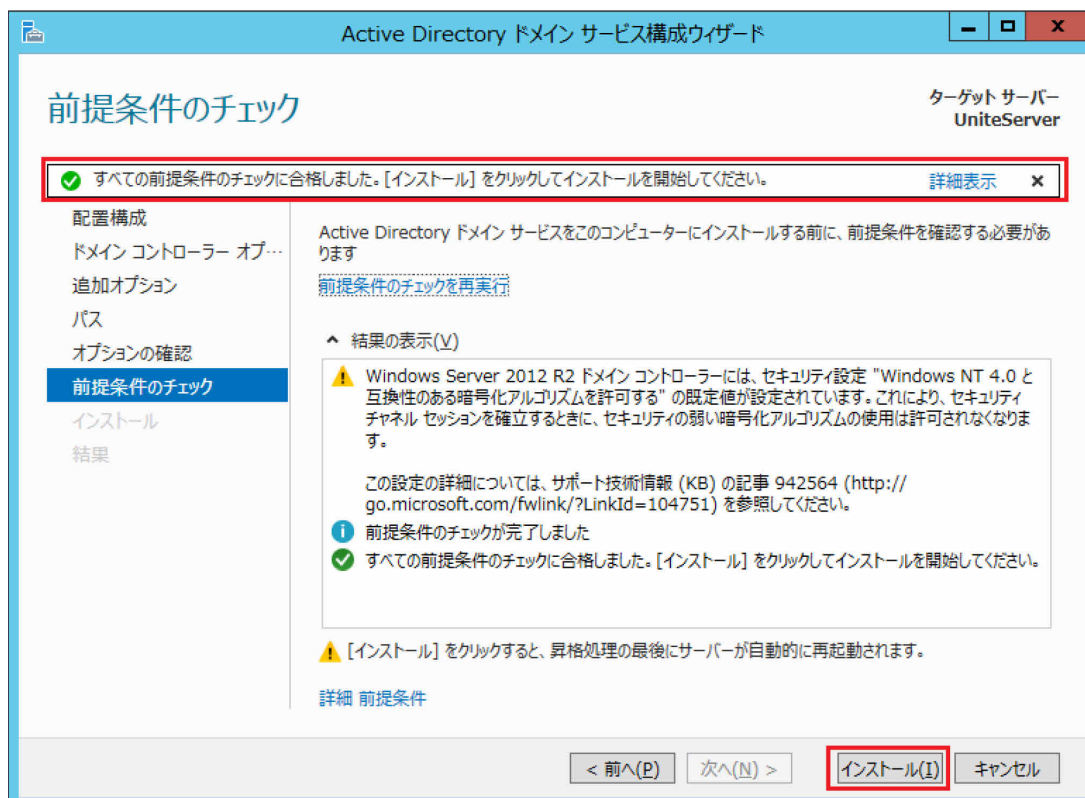 Active Directory ドメイン サービス構成ウィザード
前提条件のチェック
ターゲット サーバー
UniteServer
すべての前提条件のチェックに合格しました。[インストール] をクリックしてインストールを開始してください。
詳細表示
配置構成
ドメイン コントローラー オプ…
追加オプション
パス
オプションの確認
前提条件のチェック
インストール
結果
Active Directory ドメイン サービスをこのコンピューターにインストールする前に、前提条件を確認する必要があ
ります
前提条件のチェックを再実行
結果の表示(V)
Windows Server 2012 R2 ドメイン コントローラーには、セキュリティ設定 "Windows NT 4.0 と
互換性のある暗号化アルゴリズムを許可する" の既定値が設定されています。これにより、セキュリティ
チャネル セッションを確立するときに、セキュリティの弱い暗号化アルゴリズムの使用は許可されなくなりま
す。
この設定の詳細については、サポート技術情報 (KB) の記事 942564 (http://
go.microsoft.com/fwlink/?LinkId=104751) を参照してください。
前提条件のチェックが完了しました
すべての前提条件のチェックに合格しました。[インストール] をクリックしてインストールを開始してください。
[インストール] をクリックすると、昇格処理の最後にサーバーが自動的に再起動されます。
詳細 前提条件
< 前へ(P)
次へ(N) >
インストール(I)
キャンセル